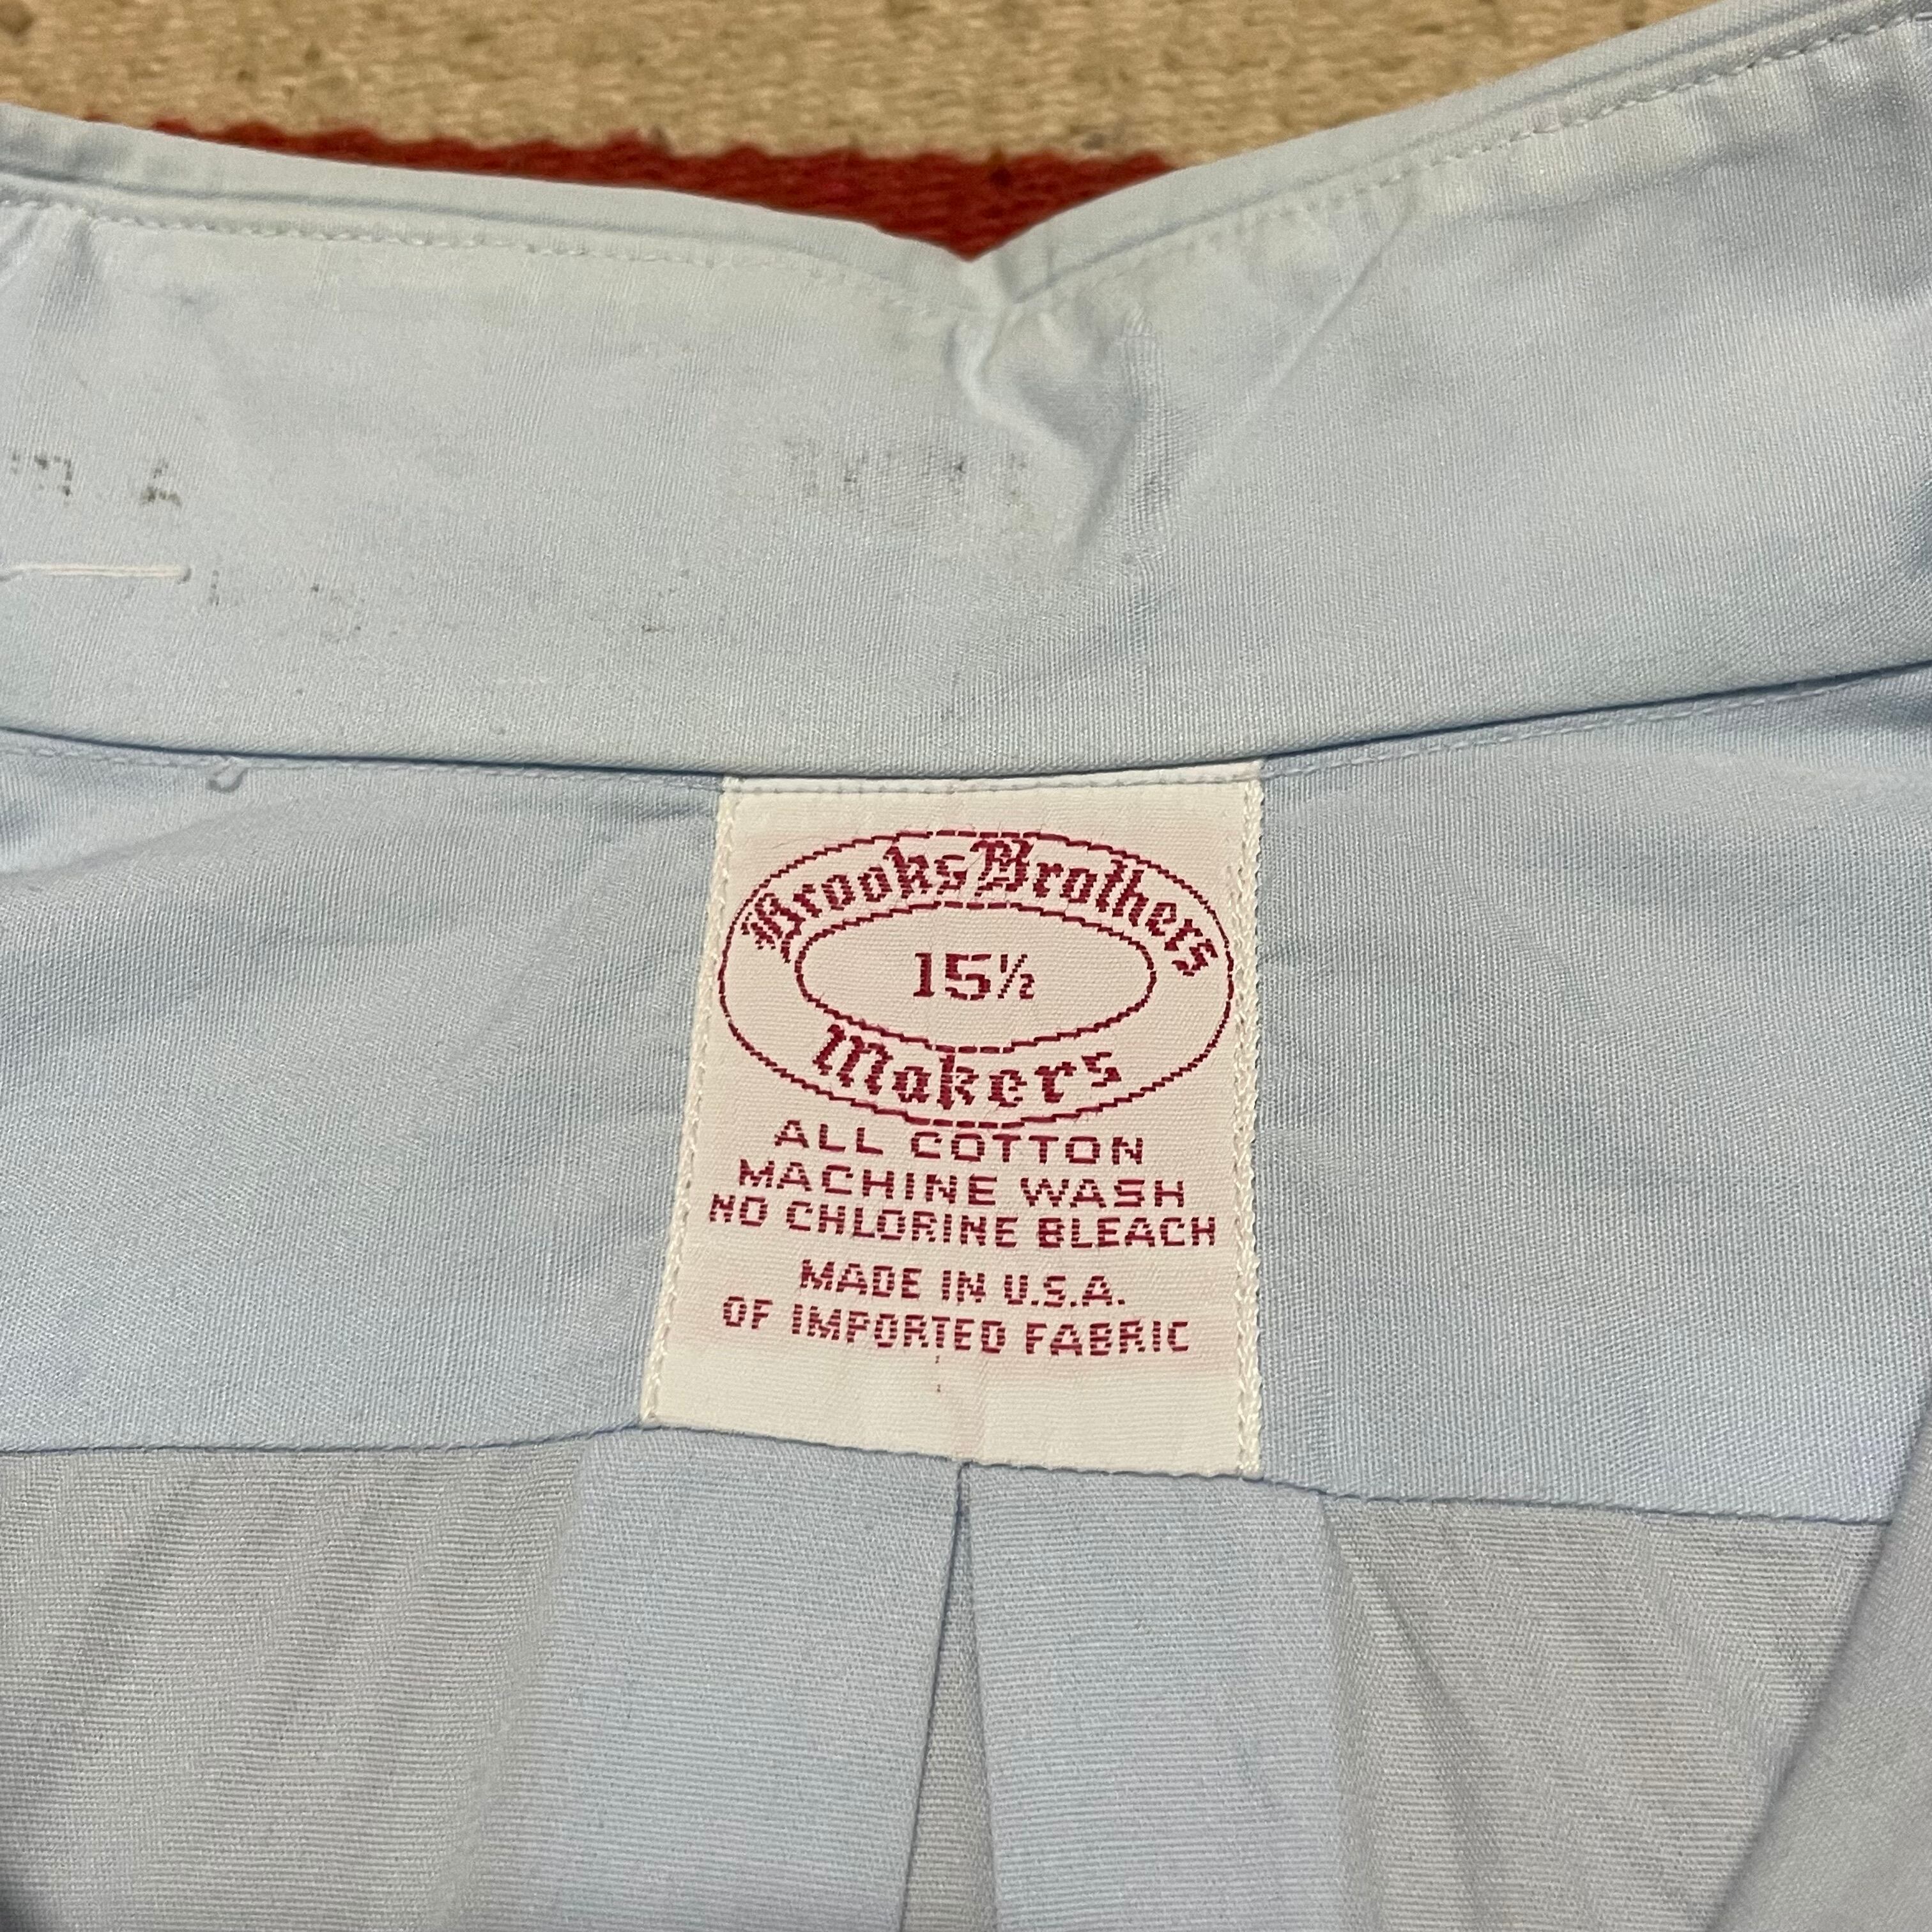 Brooks Brothers
15½
Makers
ALL COTTON
MACHINE WASH
NO CHLORINE BLEACH
MADE IN U.S.A.
OF IMPORTED FABRIC